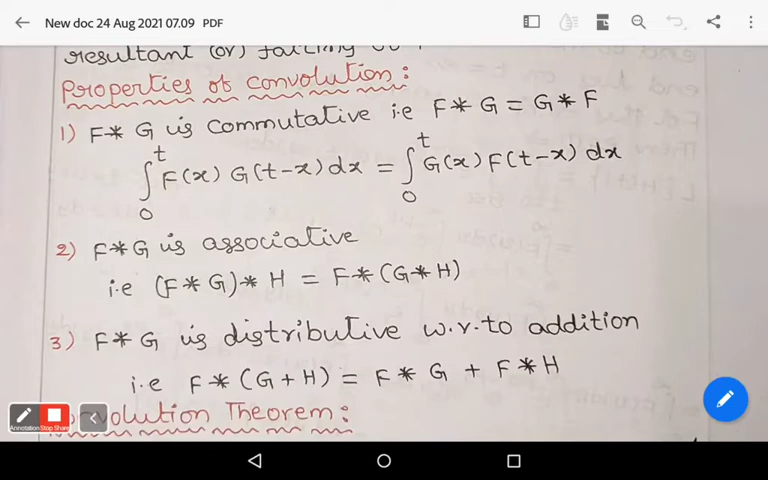 New doc 24 Aug 2021 07.09 PDF
resultant (or)
Properties of convolution:
1) F * G is commutative i.e F * G = G * F
∫₀ᵗ F(x) G(t-x) dx = ∫₀ᵗ G(x) F(t-x) dx
2) F*G is associative
i.e (F * G) * H = F * (G * H)
3) F * G is distributive w.r.to addition
i.e F * (G + H) = F * G + F * H
Convolution Theorem:
Annotation Stop Share